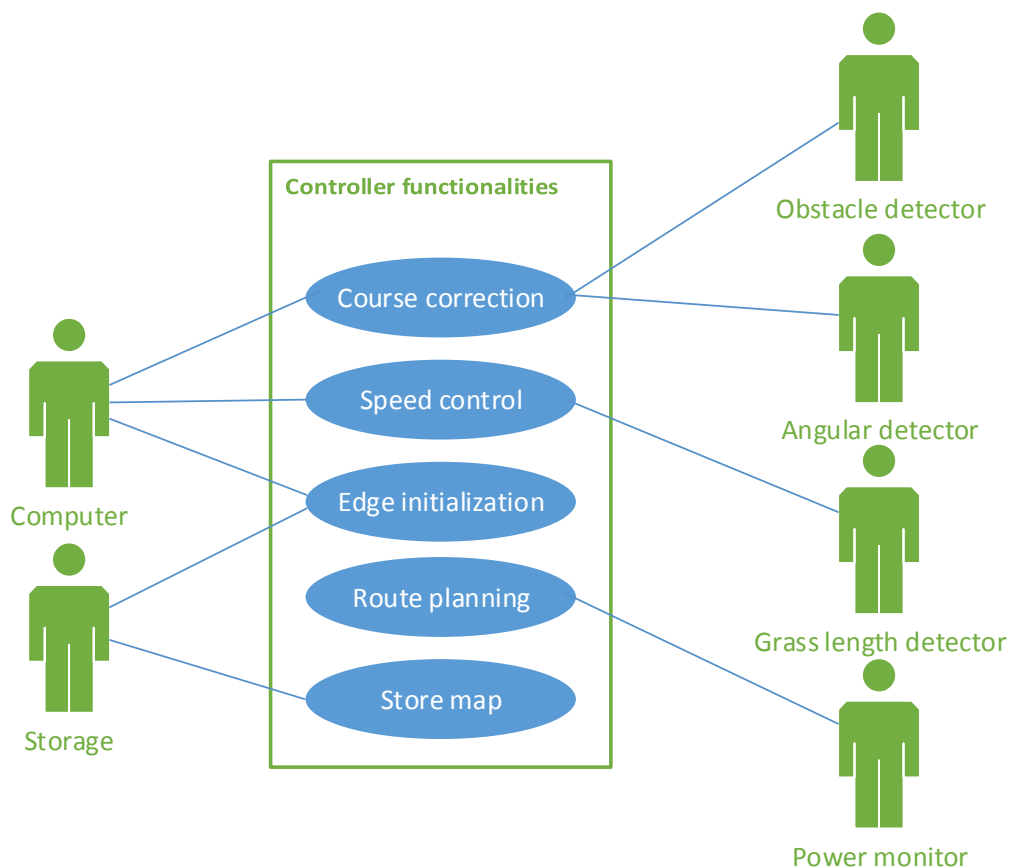 Controller functionalities
Course correction
Speed control
Edge initialization
Route planning
Store map
Computer
Storage
Obstacle detector
Angular detector
Grass length detector
Power monitor